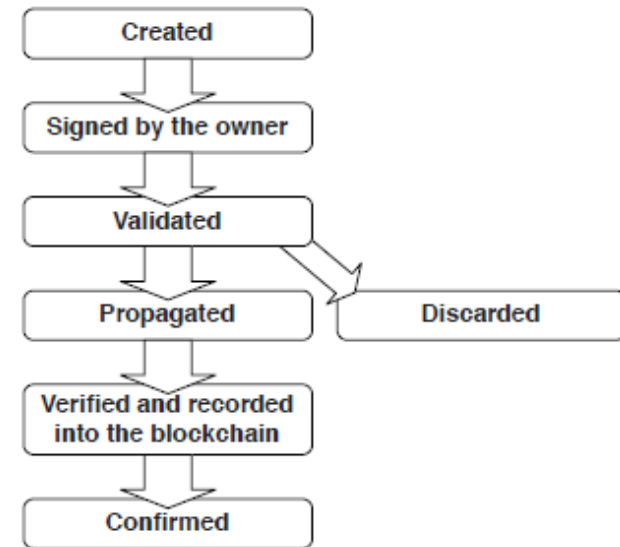 Created
Signed by the owner
Validated
Propagated
Discarded
Verified and recorded
into the blockchain
Confirmed